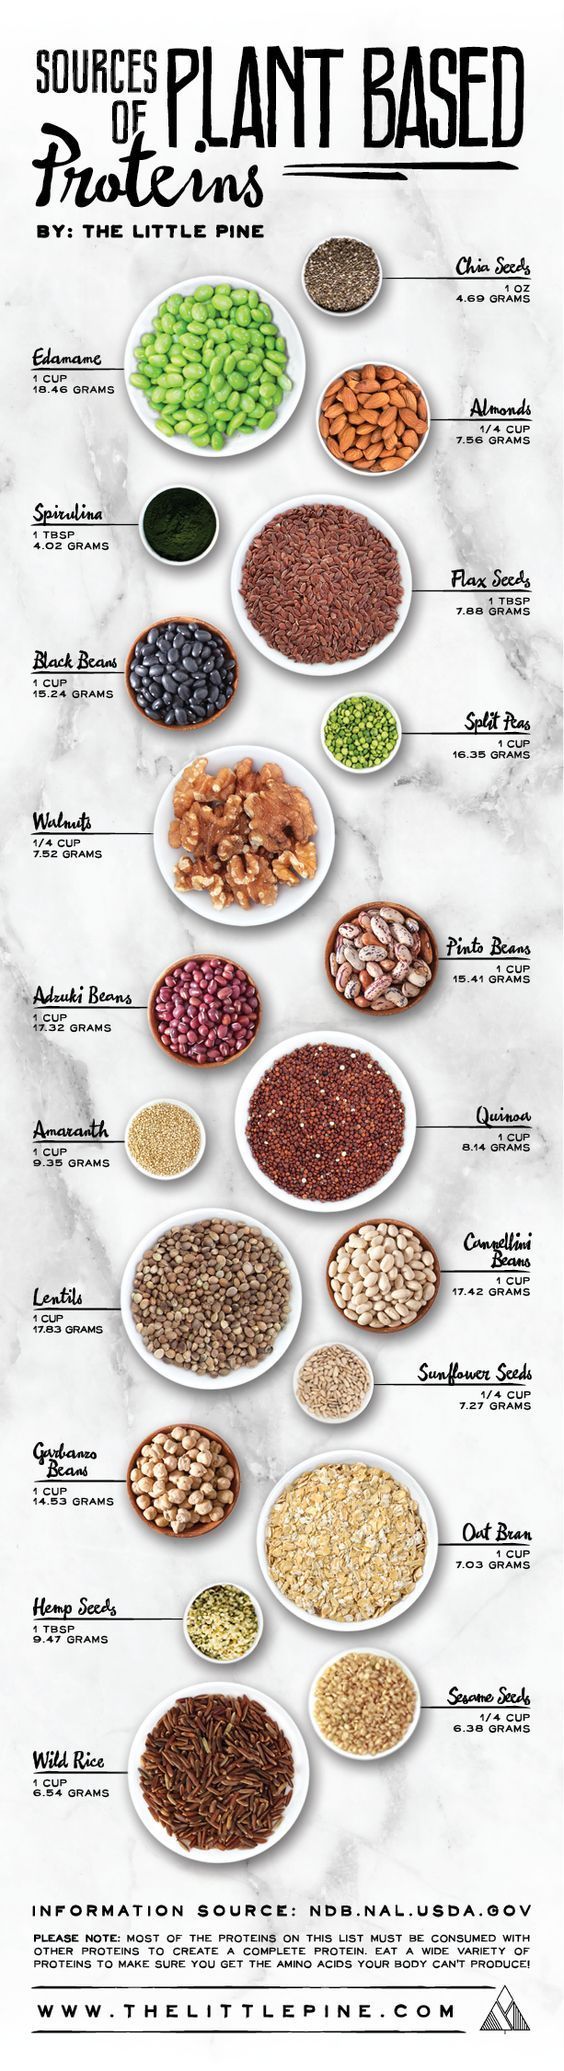 SOURCES OF PLANT BASED
Proteins
BY: THE LITTLE PINE
Chia Seeds
1 OZ
4.69 GRAMS
Edamame
1 CUP
18.46 GRAMS
Almonds
1/4 CUP
7.56 GRAMS
Spirulina
1 TBSP
4.02 GRAMS
Flax Seeds
1 TBSP
7.88 GRAMS
Black Beans
1 CUP
15.24 GRAMS
Split Peas
1 CUP
16.35 GRAMS
Walnuts
1/4 CUP
7.52 GRAMS
Pinto Beans
1 CUP
15.41 GRAMS
Adzuki Beans
1 CUP
17.32 GRAMS
Quinoa
1 CUP
8.14 GRAMS
Amaranth
1 CUP
9.35 GRAMS
Cannellini
Beans
1 CUP
17.42 GRAMS
Lentils
1 CUP
17.83 GRAMS
Sunflower Seeds
1/4 CUP
7.27 GRAMS
Garbanzo
Beans
1 CUP
14.53 GRAMS
Oat Bran
1 CUP
7.03 GRAMS
Hemp Seeds
1 TBSP
9.47 GRAMS
Sesame Seeds
1/4 CUP
6.38 GRAMS
Wild Rice
1 CUP
6.54 GRAMS
INFORMATION SOURCE: NDB.NAL.USDA.GOV
PLEASE NOTE: MOST OF THE PROTEINS ON THIS LIST MUST BE CONSUMED WITH
OTHER PROTEINS TO CREATE A COMPLETE PROTEIN. EAT A WIDE VARIETY OF
PROTEINS TO MAKE SURE YOU GET THE AMINO ACIDS YOUR BODY CAN'T PRODUCE!
WWW.THELITTLEPINE.COM